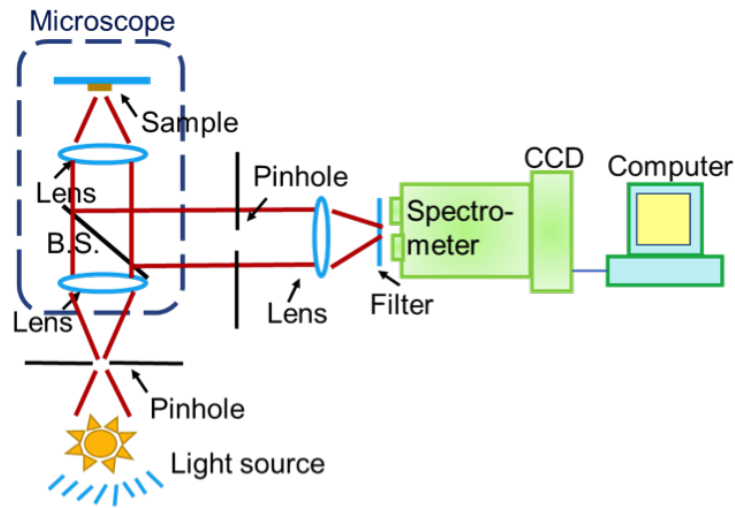 Microscope
Sample
Lens
B.S.
Lens
Pinhole
Light source
Pinhole
Lens
Filter
Spectro-
meter
CCD
Computer